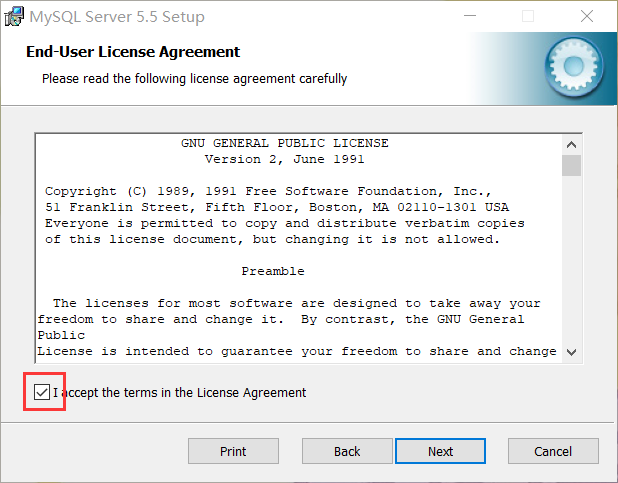 MySQL Server 5.5 Setup
End-User License Agreement
Please read the following license agreement carefully
GNU GENERAL PUBLIC LICENSE
Version 2, June 1991
Copyright (C) 1989, 1991 Free Software Foundation, Inc.,
51 Franklin Street, Fifth Floor, Boston, MA 02110-1301 USA
Everyone is permitted to copy and distribute verbatim copies
of this license document, but changing it is not allowed.
Preamble
The licenses for most software are designed to take away your
freedom to share and change it. By contrast, the GNU General
Public
License is intended to guarantee your freedom to share and change
I accept the terms in the License Agreement
Print Back Next Cancel